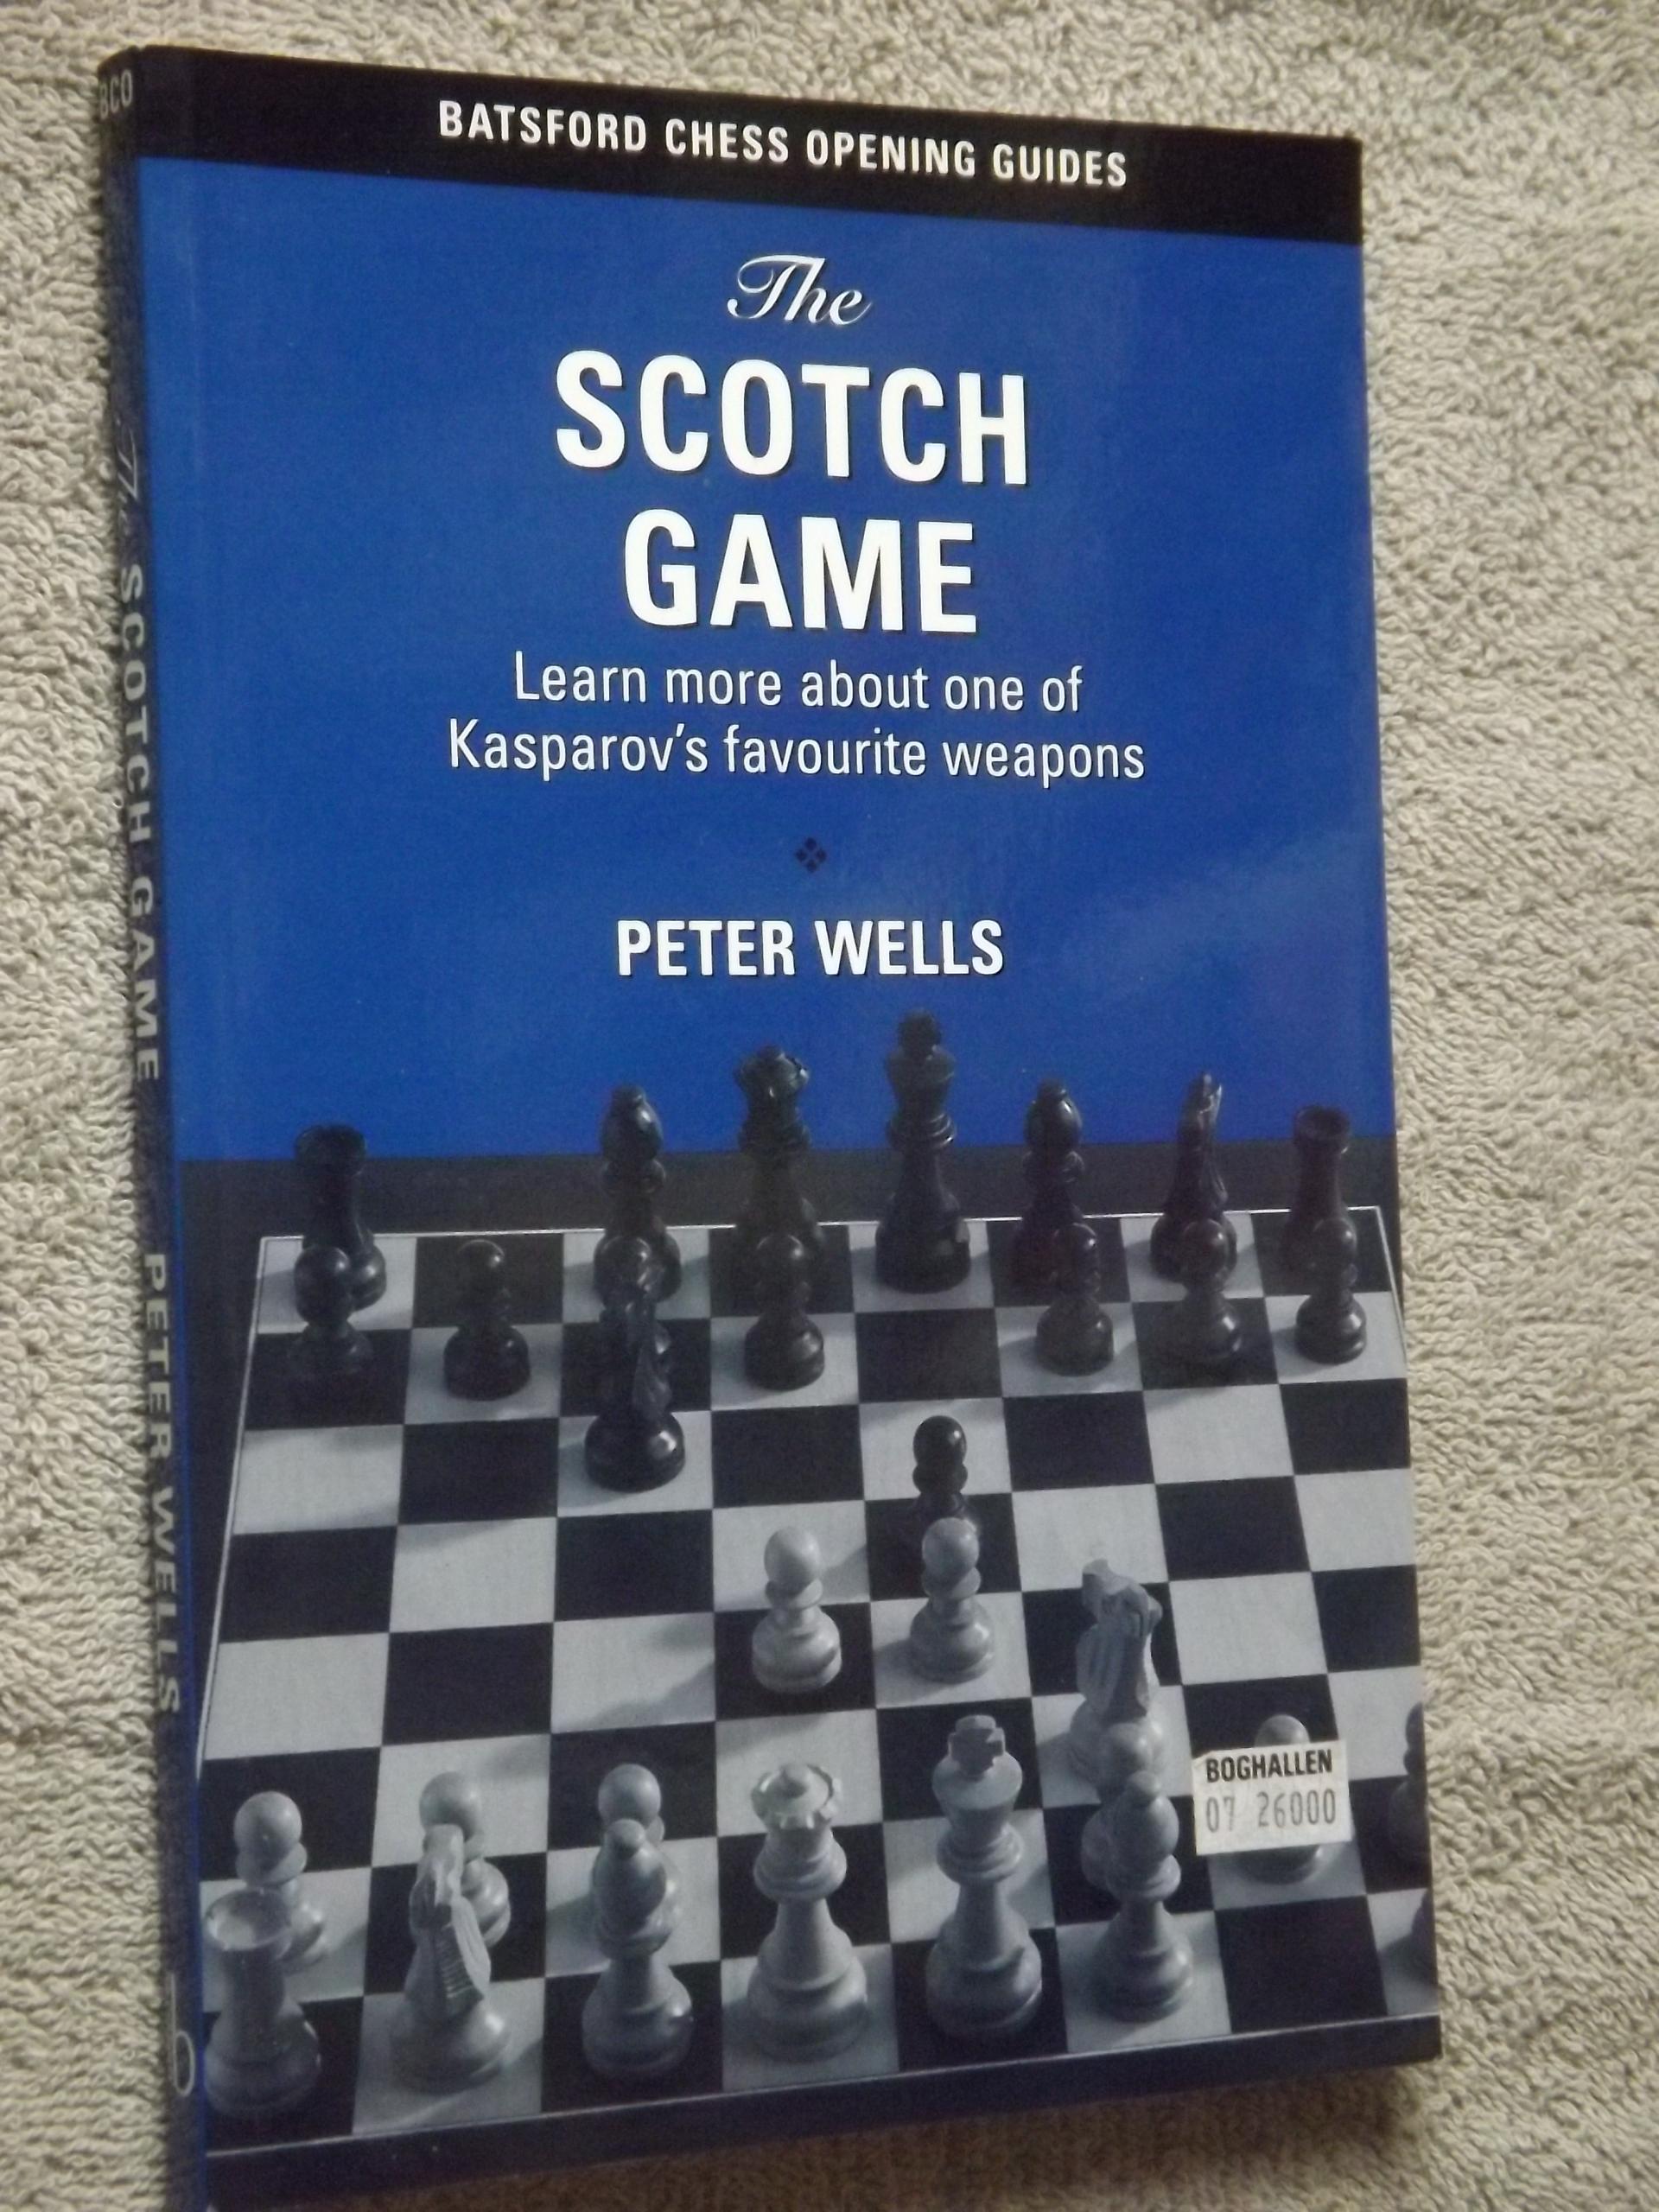 BATSFORD CHESS OPENING GUIDES
The
SCOTCH
GAME
Learn more about one of
Kasparov's favourite weapons
PETER WELLS
BOGHALLEN
07 26000
BCO
The SCOTCH GAME PETER WELLS